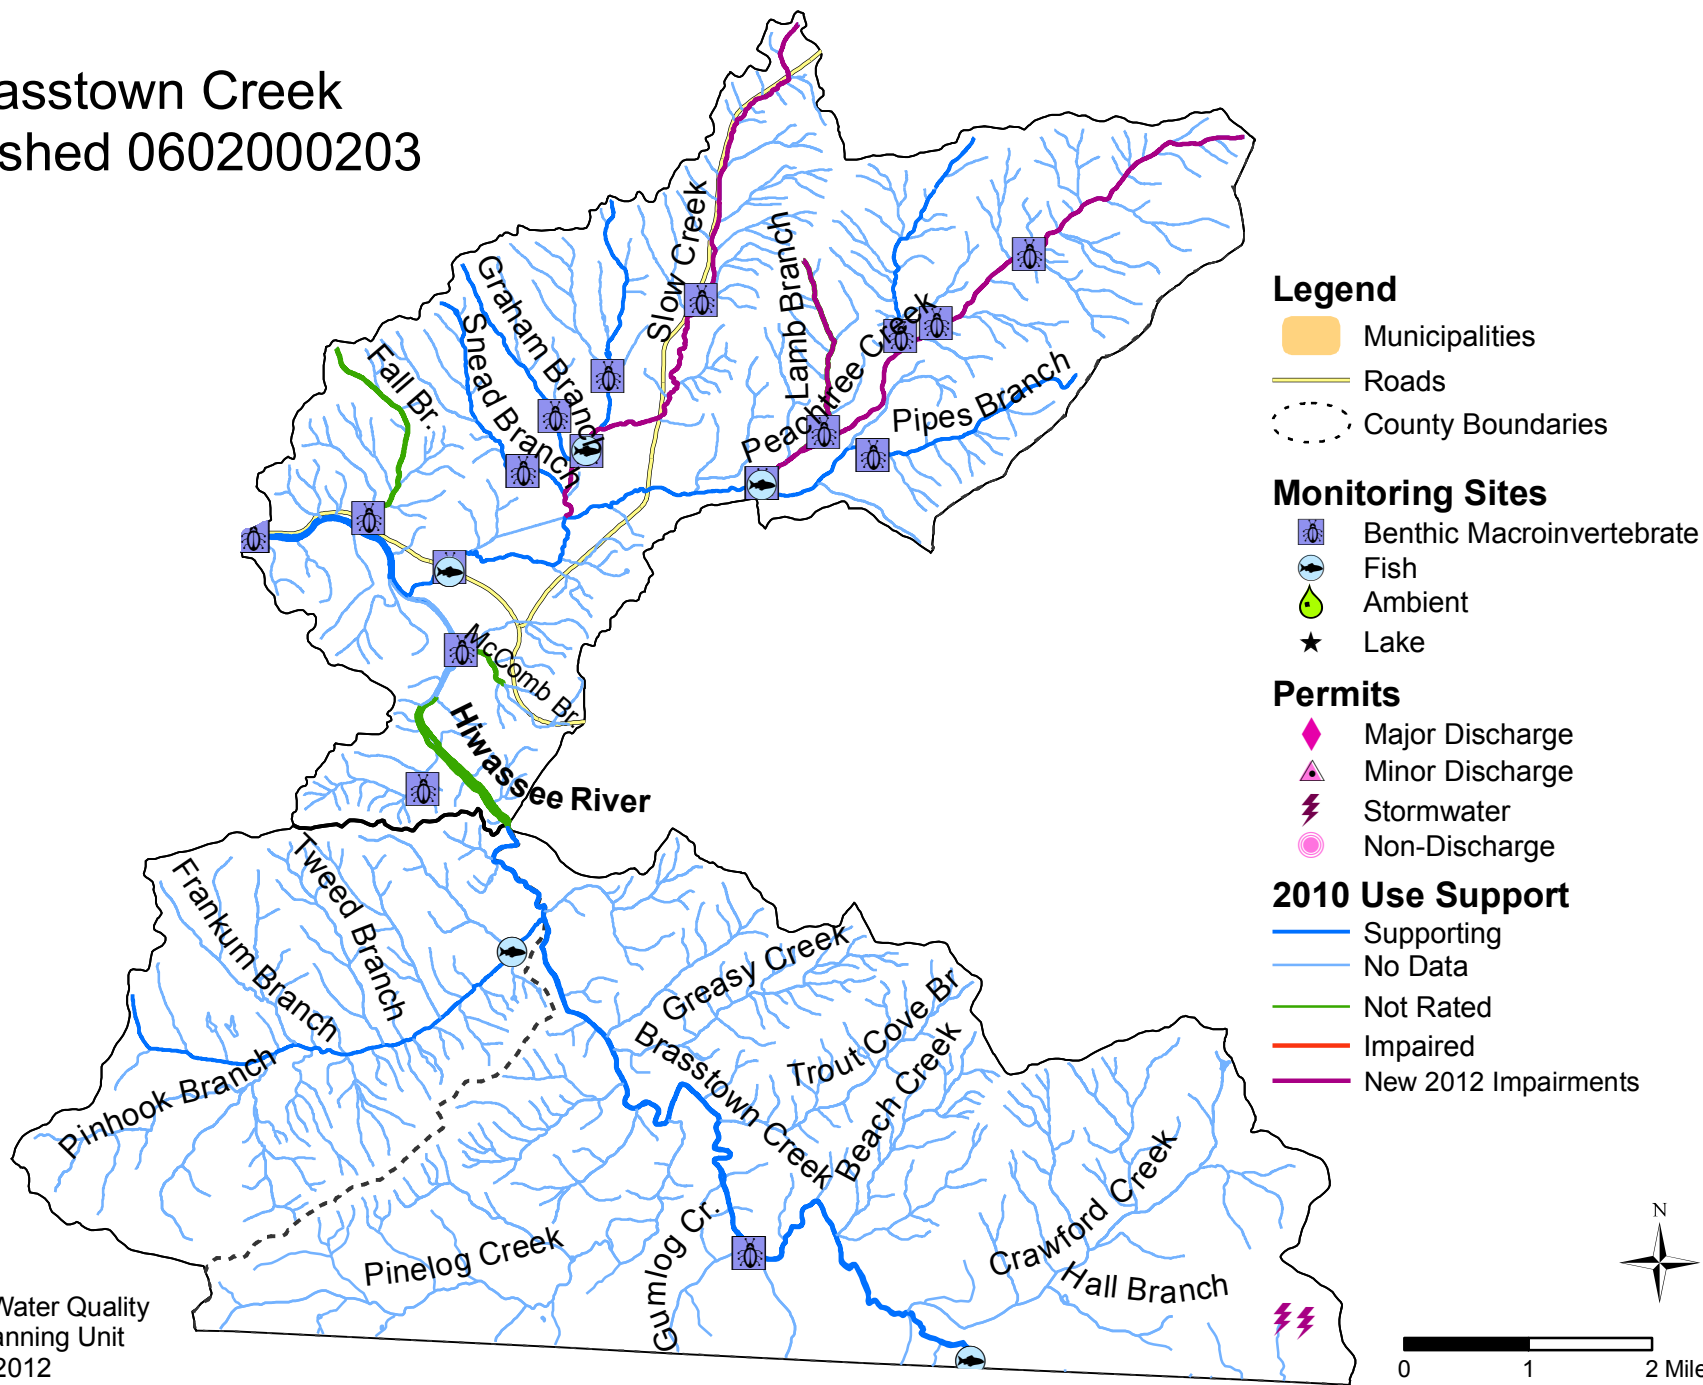 asstown Creek
shed 0602000203
Slow Creek
Lamb Branch
Graham Branch
Snead Branch
Fall Br.
Peachtree Creek
Pipes Branch
McComb Br.
Hiwassee River
Tweed Branch
Frankum Branch
Pinhook Branch
Greasy Creek
Trout Cove Br
Brasstown Creek
Beach Creek
Crawford Creek
Hall Branch
Pinelog Creek
Gumlog Cr.
Legend
Municipalities
Roads
County Boundaries
Monitoring Sites
Benthic Macroinvertebrate
Fish
Ambient
Lake
Permits
Major Discharge
Minor Discharge
Stormwater
Non-Discharge
2010 Use Support
Supporting
No Data
Not Rated
Impaired
New 2012 Impairments
N
0 1 2 Mile
Water Quality
anning Unit
2012